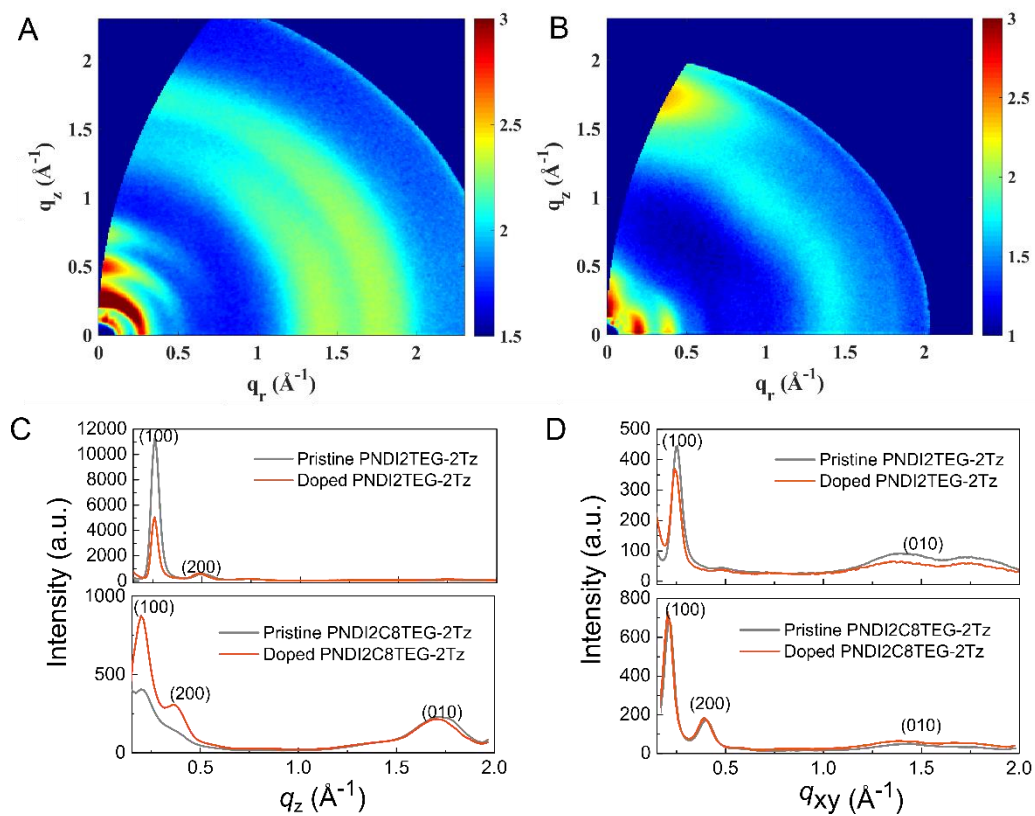 A
B
3
2.5
2
1.5
3
2.5
2
1.5
1
2
1.5
1
0.5
0
q_z (Å⁻¹)
0 0.5 1 1.5 2
q_r (Å⁻¹)
2
1.5
1
0.5
0
q_z (Å⁻¹)
0 0.5 1 1.5 2
q_r (Å⁻¹)
C
12000
10000
8000
6000
4000
2000
0
(100)
Pristine PNDI2TEG-2Tz
Doped PNDI2TEG-2Tz
(200)
1000
500
0
(100)
Pristine PNDI2C8TEG-2Tz
Doped PNDI2C8TEG-2Tz
(200)
(010)
Intensity (a.u.)
0.5 1.0 1.5 2.0
q_z (Å⁻¹)
D
500
400
300
200
100
0
(100)
Pristine PNDI2TEG-2Tz
Doped PNDI2TEG-2Tz
(010)
800
600
400
200
0
(100)
Pristine PNDI2C8TEG-2Tz
Doped PNDI2C8TEG-2Tz
(200)
(010)
Intensity (a.u.)
0.5 1.0 1.5 2.0
q_xy (Å⁻¹)